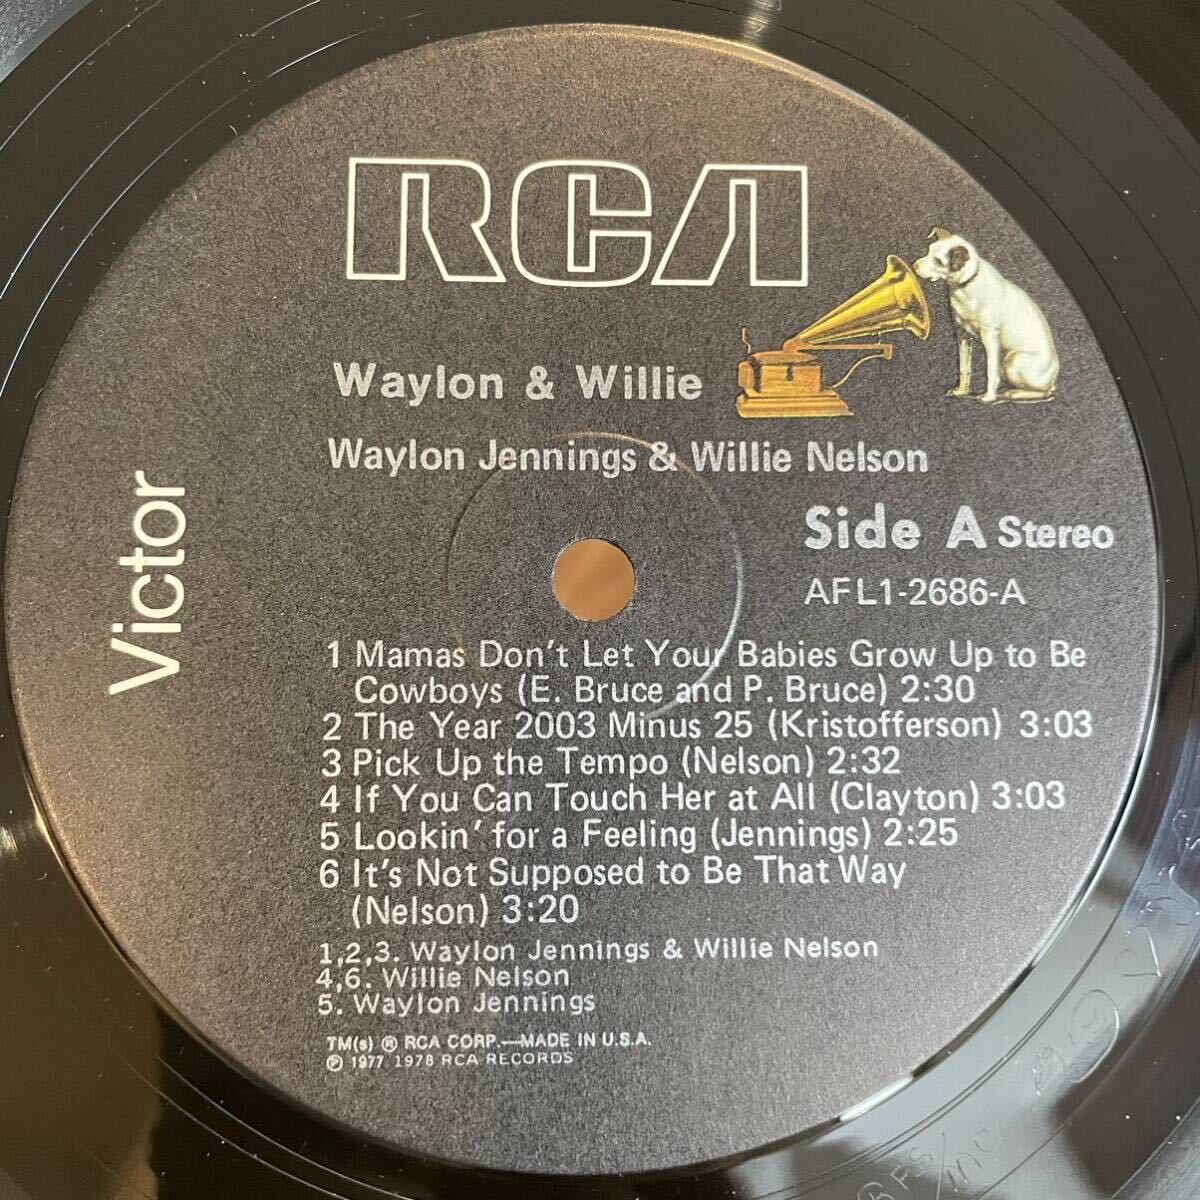 RCA
Victor
Waylon & Willie
Waylon Jennings & Willie Nelson
Side A Stereo
AFL1-2686-A
1 Mamas Don't Let Your Babies Grow Up to Be
Cowboys (E. Bruce and P. Bruce) 2:30
2 The Year 2003 Minus 25 (Kristofferson) 3:03
3 Pick Up the Tempo (Nelson) 2:32
4 If You Can Touch Her at All (Clayton) 3:03
5 Lookin' for a Feeling (Jennings) 2:25
6 It's Not Supposed to Be That Way
(Nelson) 3:20
1,2,3. Waylon Jennings & Willie Nelson
4,6. Willie Nelson
5. Waylon Jennings
TM(s) ® RCA CORP.—MADE IN U.S.A.
℗ 1977 1978 RCA RECORDS